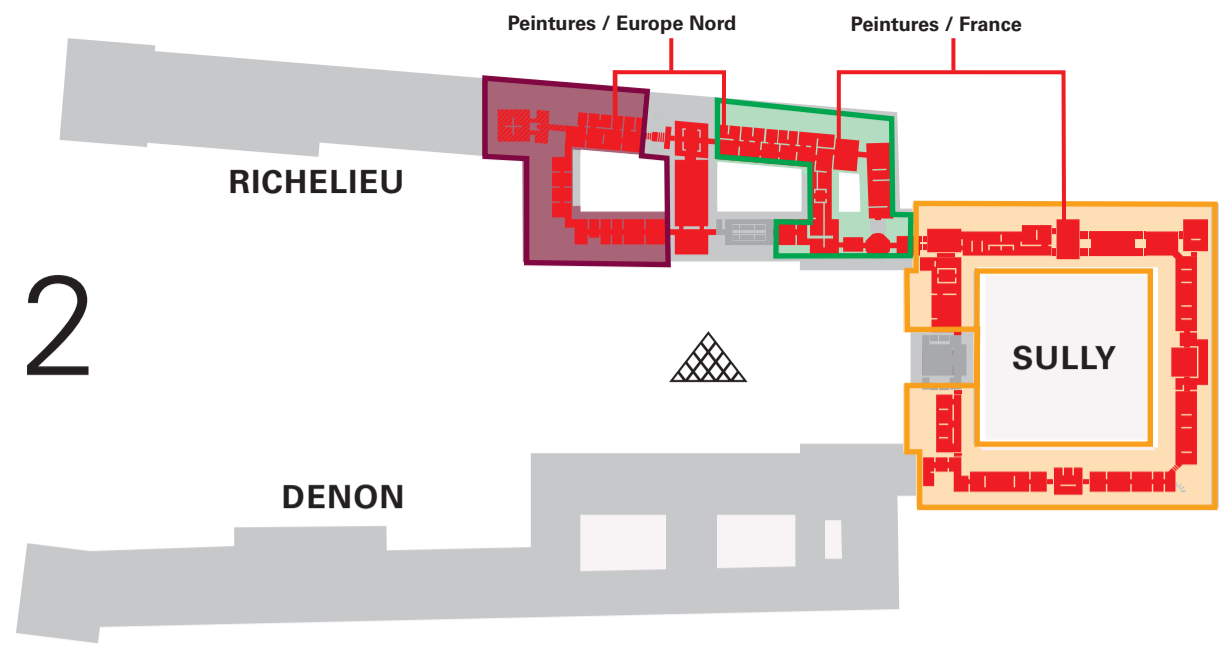 Peintures / Europe Nord
Peintures / France
RICHELIEU
2
SULLY
DENON